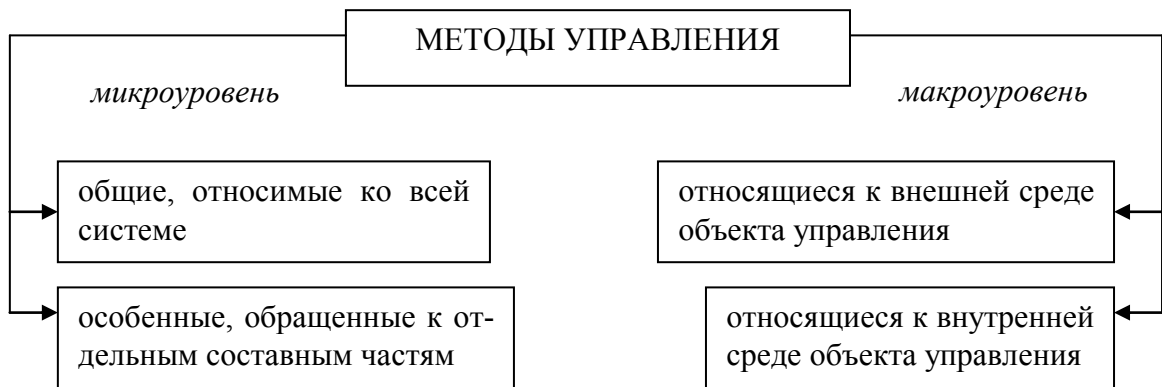 МЕТОДЫ УПРАВЛЕНИЯ
микроуровень
макроуровень
общие, относимые ко всей
системе
относящиеся к внешней среде
объекта управления
особенные, обращенные к от-
дельным составным частям
относящиеся к внутренней
среде объекта управления